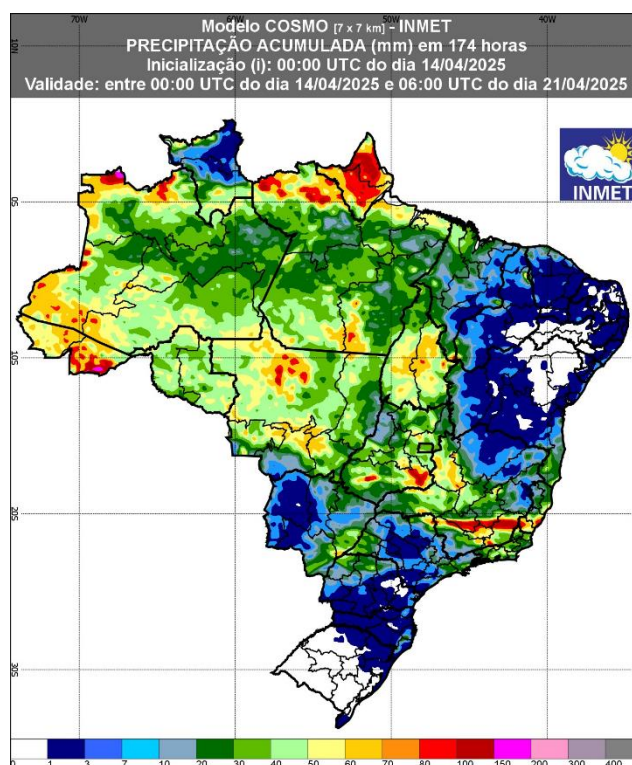 Modelo COSMO [7 x 7 km] - INMET
PRECIPITAÇÃO ACUMULADA (mm) em 174 horas
Inicialização (i): 00:00 UTC do dia 14/04/2025
Validade: entre 00:00 UTC do dia 14/04/2025 e 06:00 UTC do dia 21/04/2025
70W 60W 50W 40W
10N
INMET
0S
10S
20S
30S
0 1 3 7 10 20 30 40 50 60 70 80 100 150 200 300 400